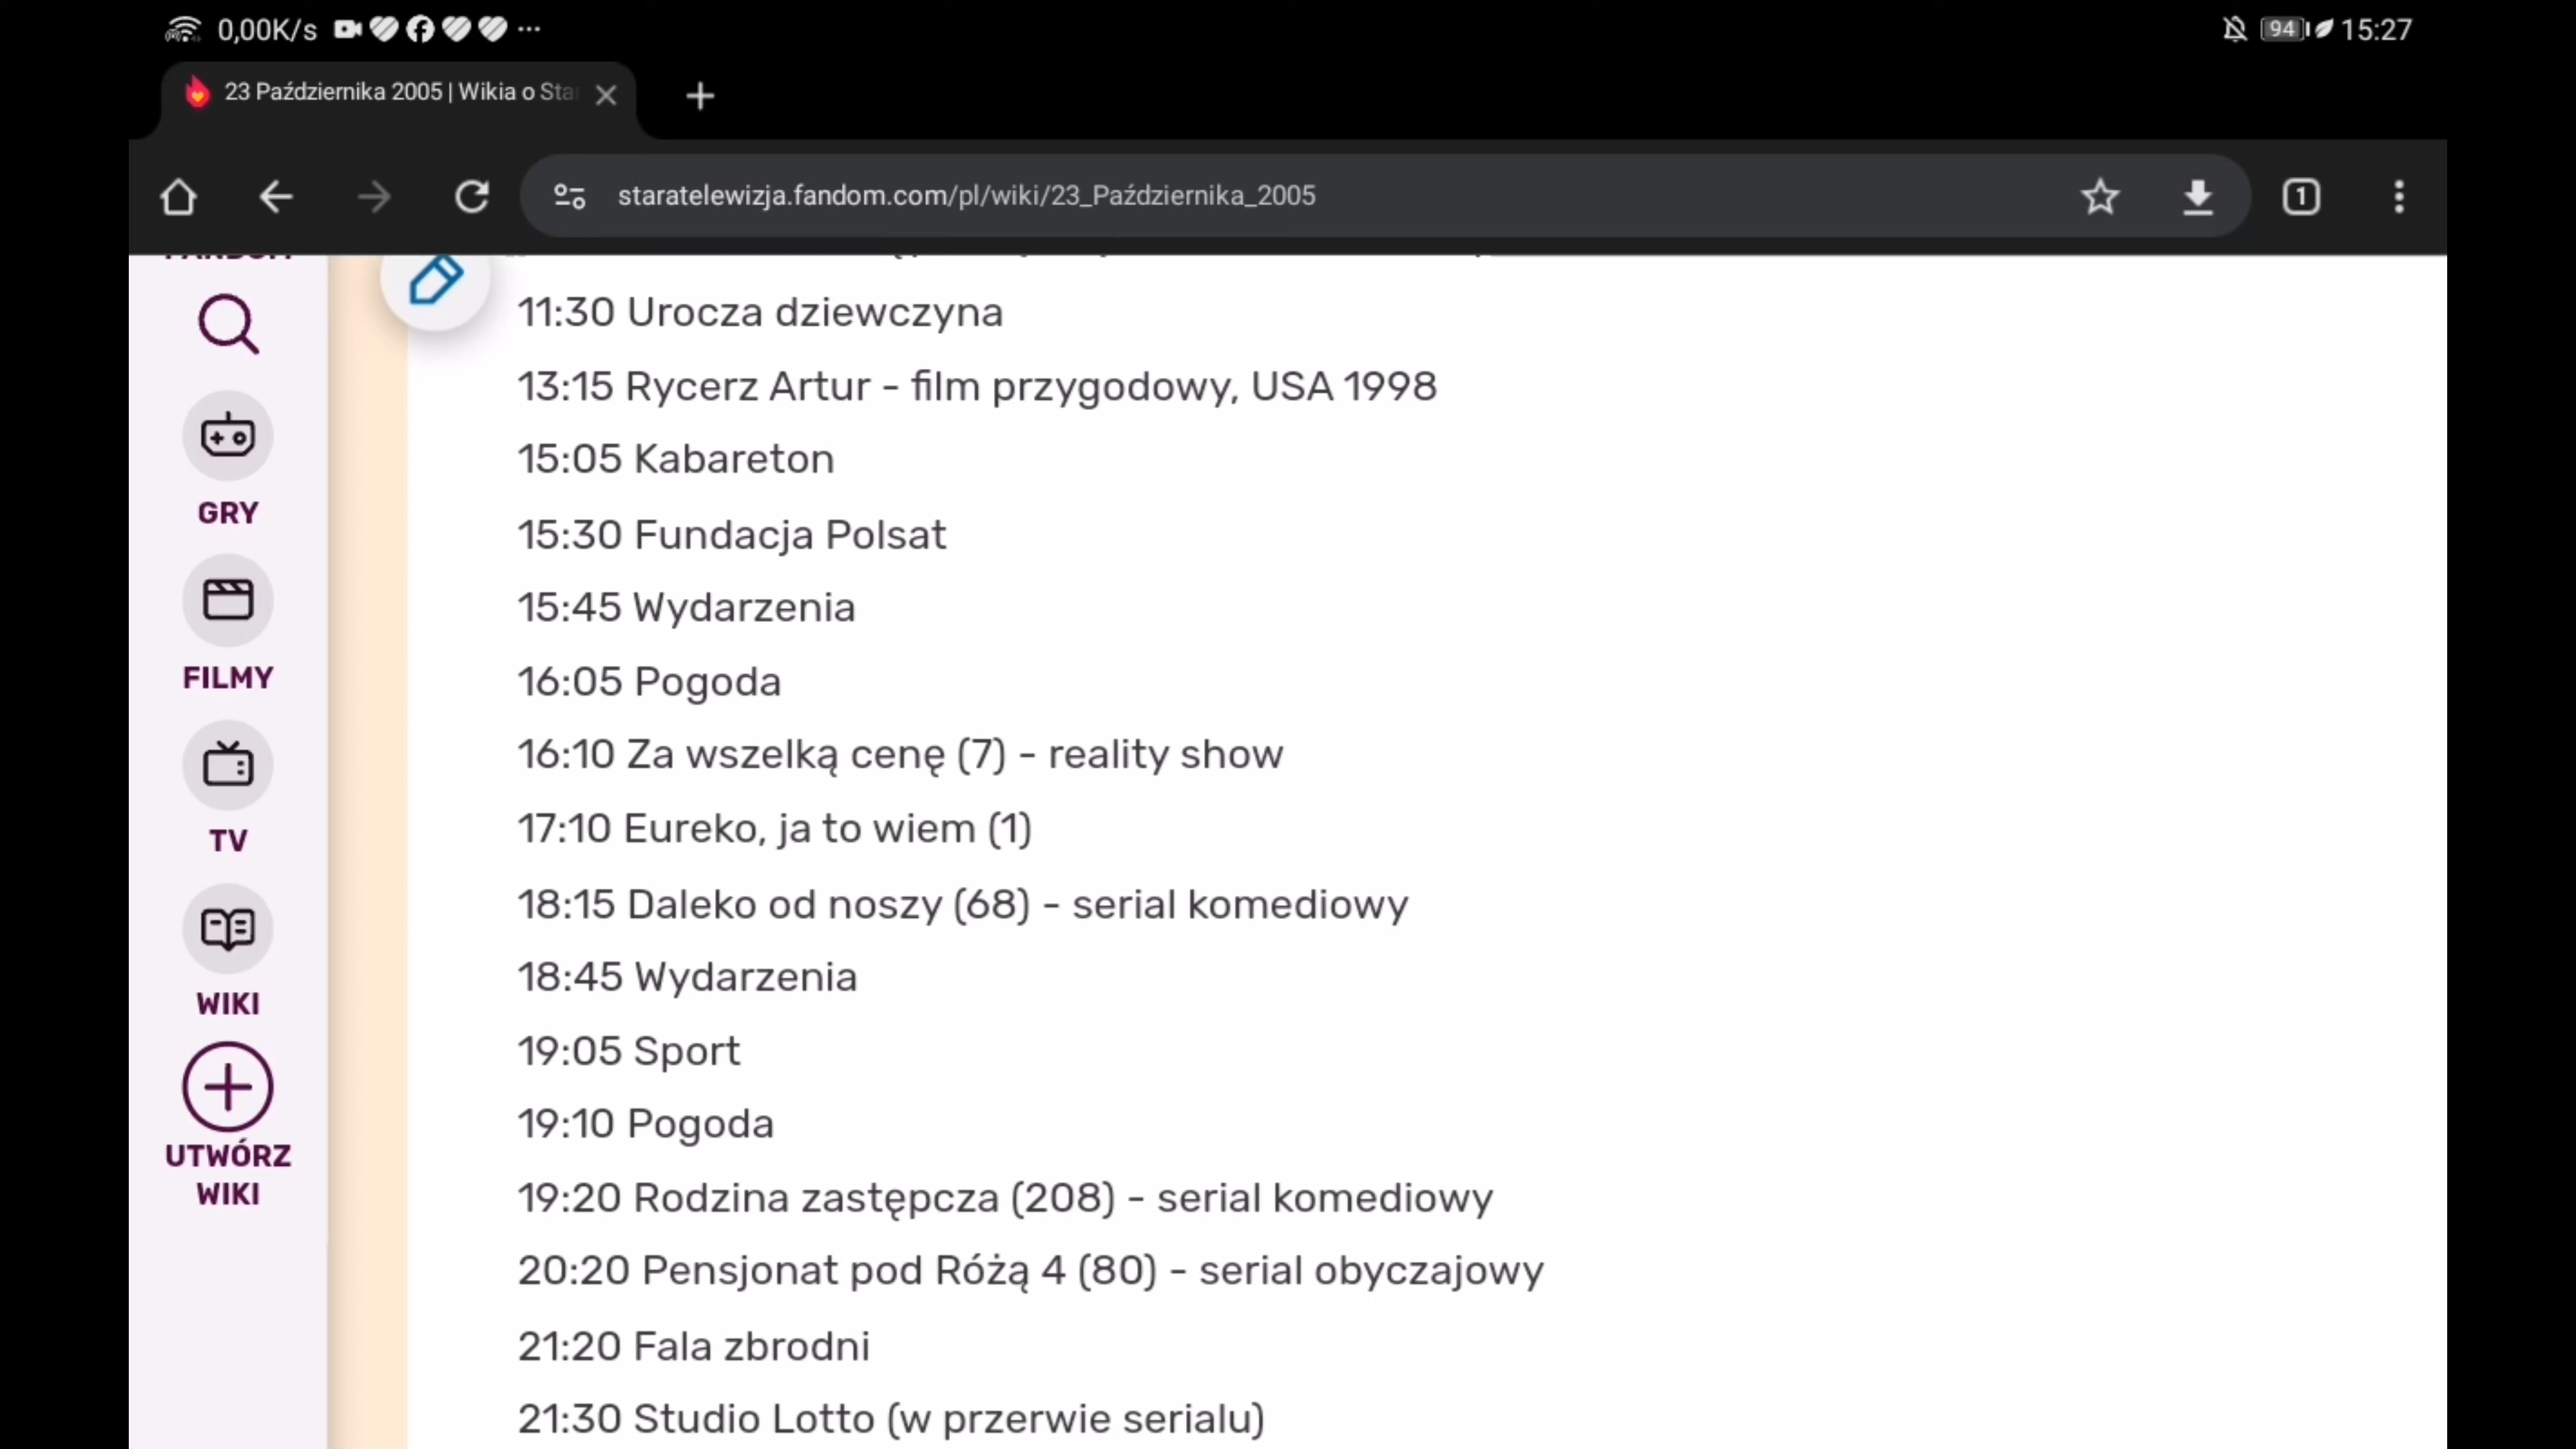 0,00K/s
94 15:27
23 Października 2005 | Wikia o Star
staratelewizja.fandom.com/pl/wiki/23_Października_2005
1
11:30 Urocza dziewczyna
13:15 Rycerz Artur - film przygodowy, USA 1998
15:05 Kabareton
15:30 Fundacja Polsat
15:45 Wydarzenia
16:05 Pogoda
16:10 Za wszelką cenę (7) - reality show
17:10 Eureko, ja to wiem (1)
18:15 Daleko od noszy (68) - serial komediowy
18:45 Wydarzenia
19:05 Sport
19:10 Pogoda
19:20 Rodzina zastępcza (208) - serial komediowy
20:20 Pensjonat pod Różą 4 (80) - serial obyczajowy
21:20 Fala zbrodni
21:30 Studio Lotto (w przerwie serialu)
GRY
FILMY
TV
WIKI
UTWÓRZ
WIKI